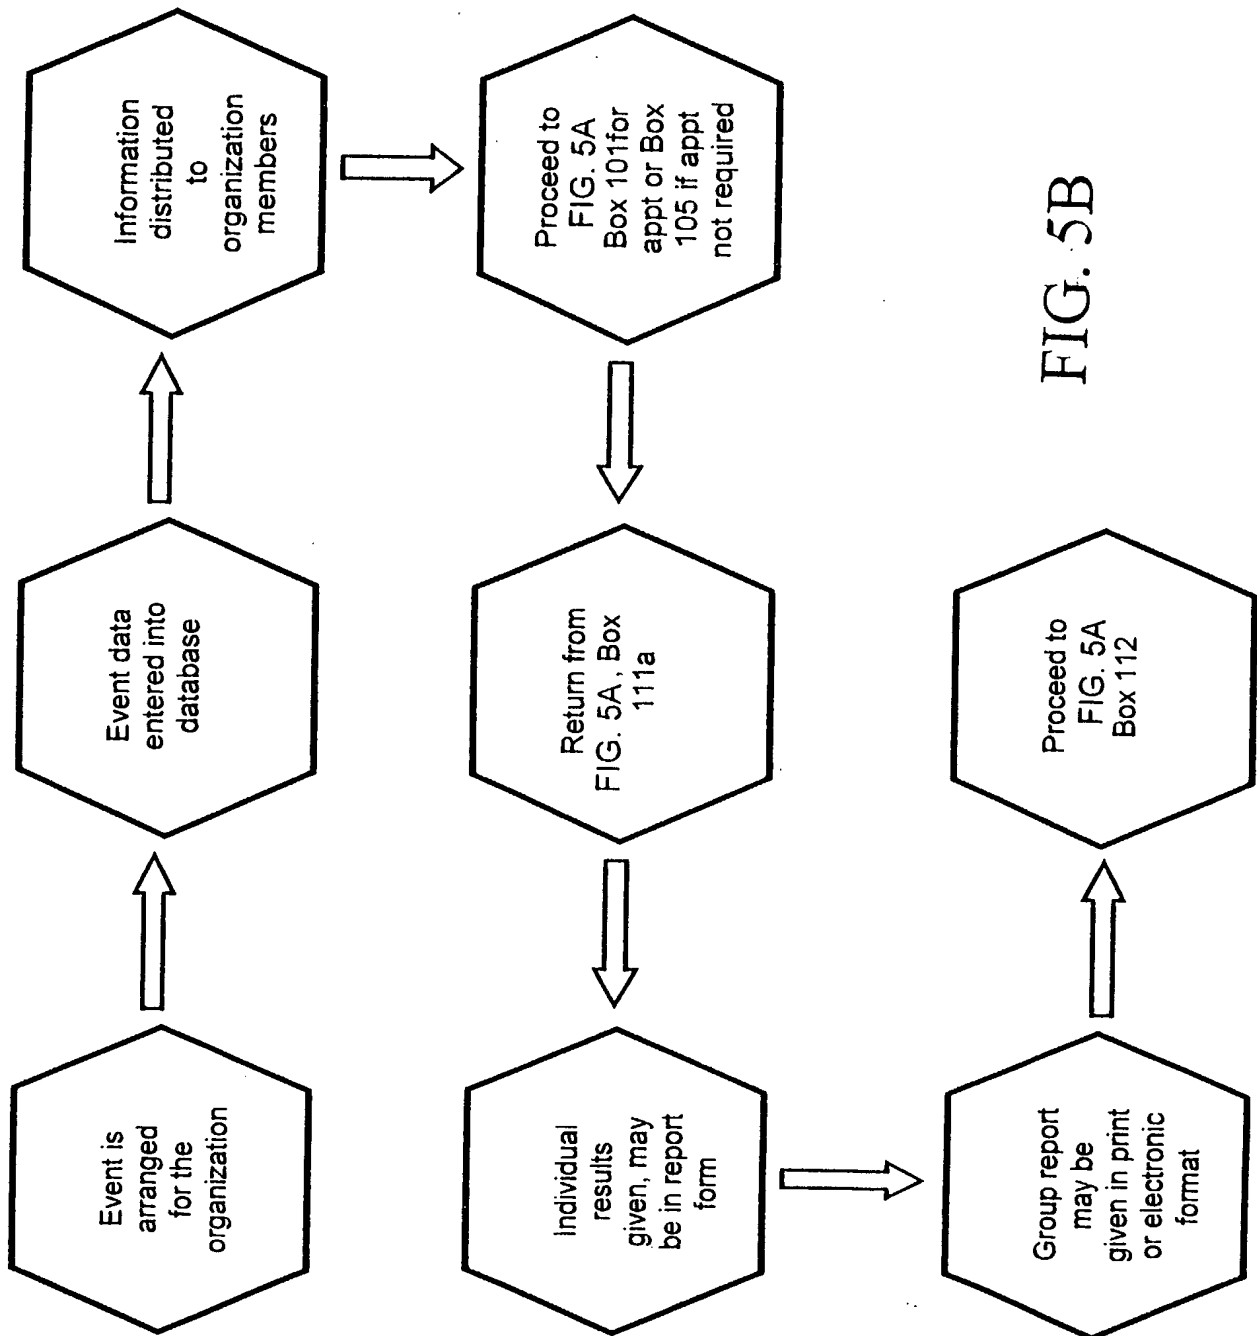 Event is
arranged
for the
organization
Event data
entered into
database
Information
distributed
to
organization
members
Proceed to
FIG. 5A
Box 101for
appt or Box
105 if appt
not required
Return from
FIG. 5A, Box
111a
Individual
results
given, may
be in report
form
Group report
may be
given in print
or electronic
format
Proceed to
FIG. 5A
Box 112
FIG. 5B